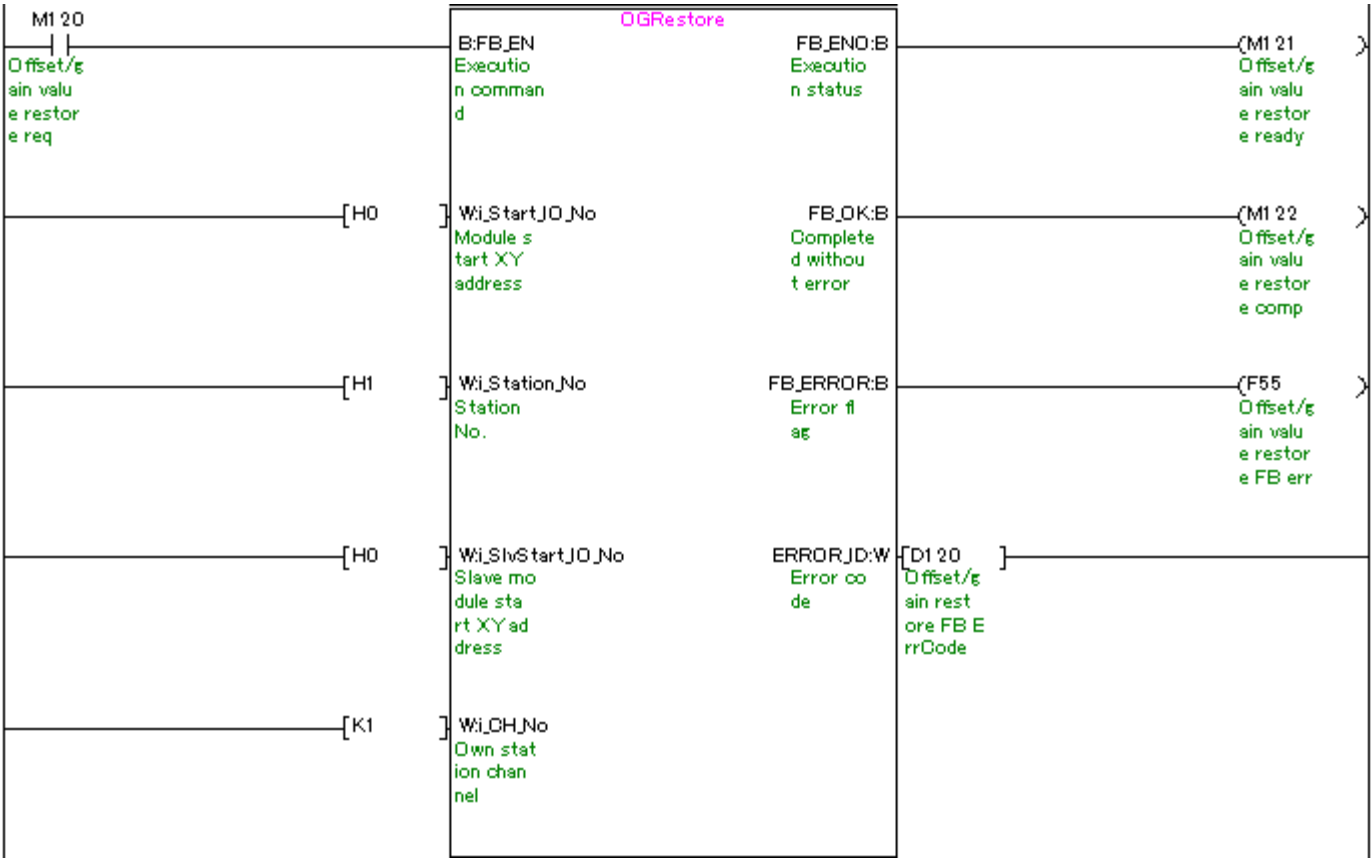 M120
OGRestore
B:FB_EN
FB_ENO:B
(M121 )
Offset/g
ain valu
e restor
e req
Executio
n comman
d
Executio
n status
Offset/g
ain valu
e restor
e ready
[H0 ]
W:i_Start_IO_No
FB_OK:B
(M122 )
Module s
tart XY
address
Complete
d withou
t error
Offset/g
ain valu
e restor
e comp
[H1 ]
W:i_Station_No
FB_ERROR:B
(F55 )
Station
No.
Error fl
ag
Offset/g
ain valu
e restor
e FB err
[H0 ]
W:i_SlvStart_IO_No
ERROR_ID:W
[D120 ]
Slave mo
dule sta
rt XY ad
dress
Error co
de
Offset/g
ain rest
ore FB E
rrCode
[K1 ]
W:i_CH_No
Own stat
ion chan
nel